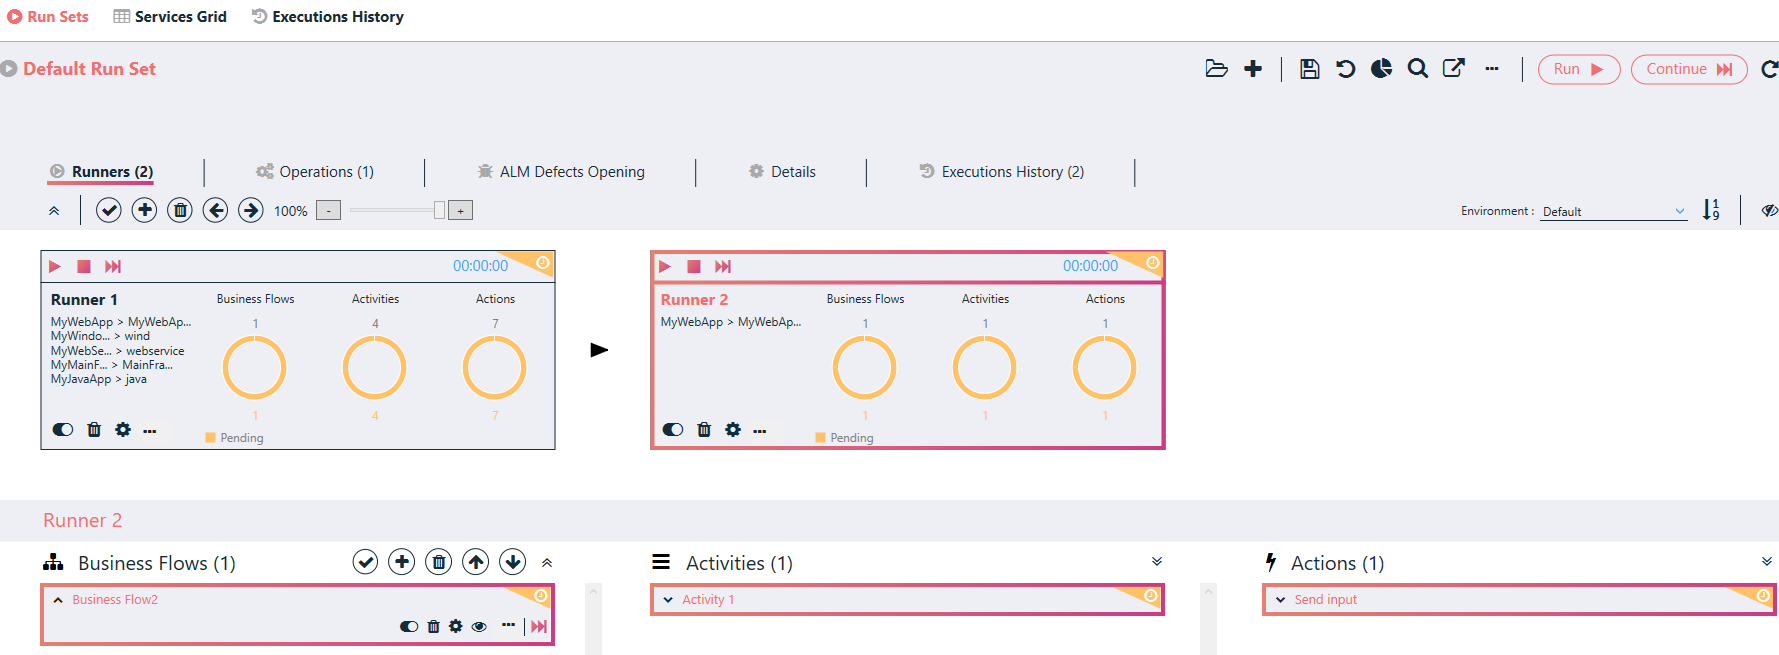 Run Sets Services Grid Executions History
Default Run Set
Run Continue
Runners (2) Operations (1) ALM Defects Opening Details Executions History (2)
100% - + Environment : Default 1 9
00:00:00
Runner 1 Business Flows Activities Actions
MyWebApp > MyWebAp... 1 4 7
MyWindo... > wind
MyWebSe... > webservice
MyMainF... > MainFra...
MyJavaApp > java
1 4 7
Pending
00:00:00
Runner 2 Business Flows Activities Actions
MyWebApp > MyWebAp... 1 1 1
1 1 1
Pending
Runner 2
Business Flows (1) Activities (1) Actions (1)
Business Flow2 Activity 1 Send input